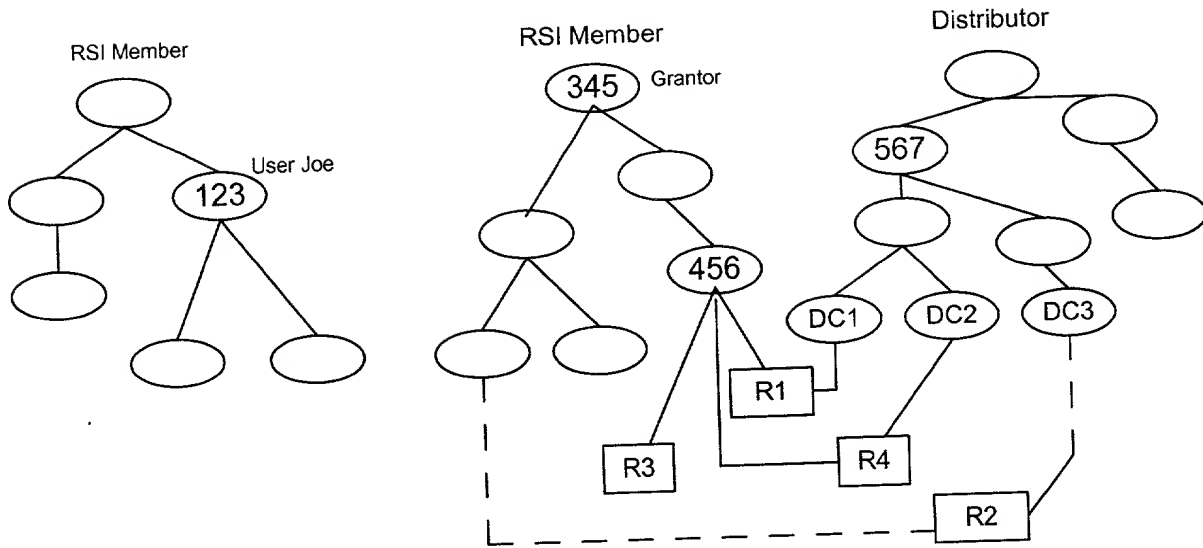 RSI Member
123
User Joe
RSI Member
345
Grantor
456
R3
R1
R4
R2
Distributor
567
DC1
DC2
DC3